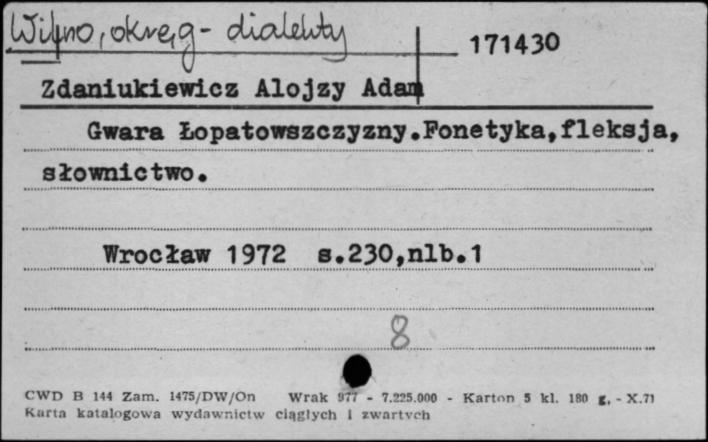 Wilno, okręg - dialekty
171430
Zdaniukiewicz Alojzy Adam
Gwara Łopatowszczyzny.Fonetyka,fleksja,
słownictwo.
Wrocław 1972 s.230,nlb.1
8
CWD B 144 Zam. 1475/DW/On Wrak 977 - 7.225.000 - Karton 5 kl. 180 g. - X.71
Karta katalogowa wydawnictw ciągłych i zwartych